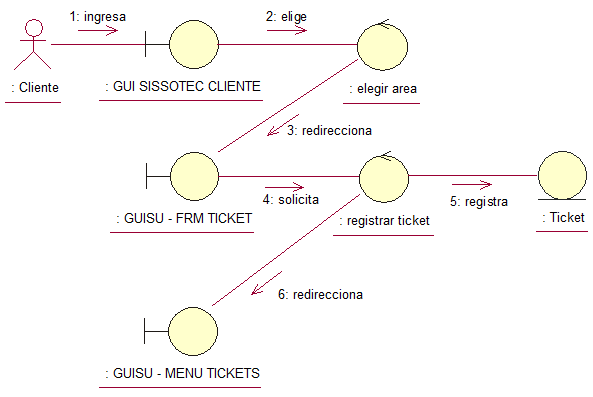 1: ingresa
2: elige
: Cliente
: GUI SISSOTEC CLIENTE
: elegir area
3: redirecciona
4: solicita
5: registra
: GUISU - FRM TICKET
: registrar ticket
: Ticket
6: redirecciona
: GUISU - MENU TICKETS